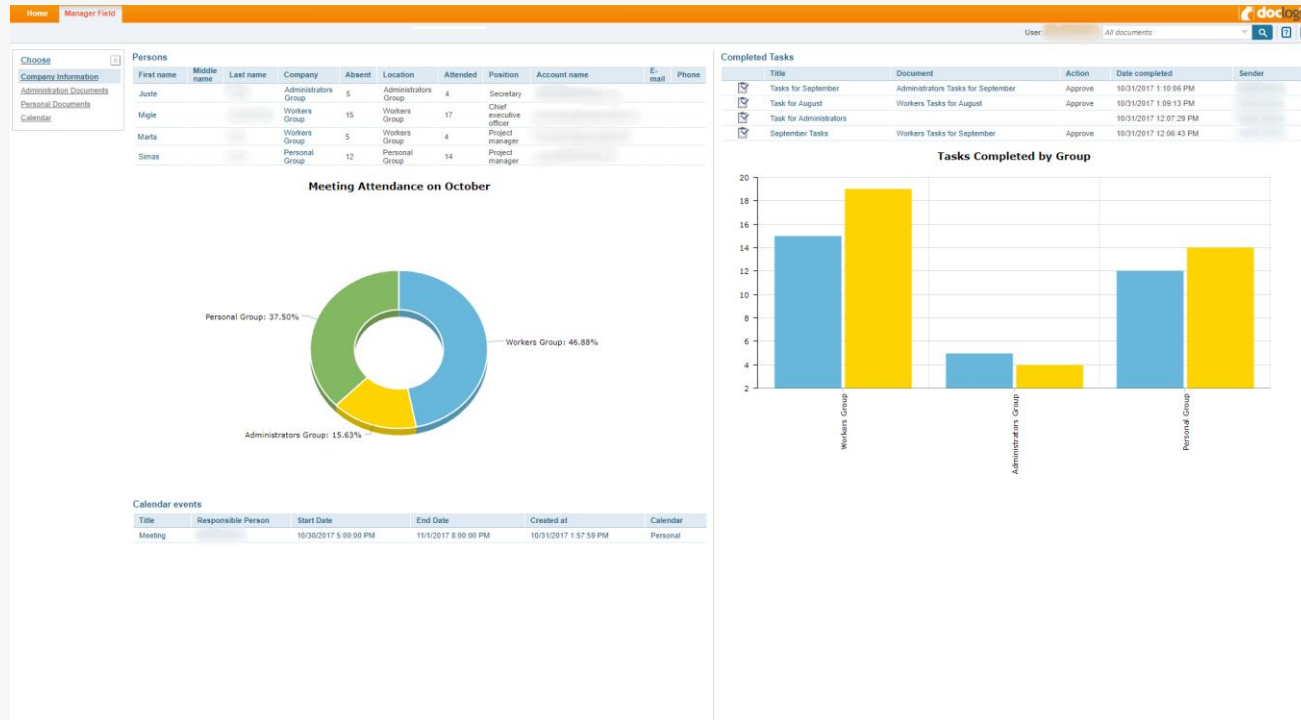 Home Manager Field
doclog
User: All documents
Choose
Company Information
Administration Documents
Personal Documents
Calendar
Persons
First name Middle name Last name Company Absent Location Attended Position Account name E-mail Phone
Juste Administrators Group 5 Administrators Group 4 Secretary
Migle Workers Group 15 Workers Group 17 Chief executive officer
Marta Workers Group 5 Workers Group 4 Project manager
Simas Personal Group 12 Personal Group 14 Project manager
Meeting Attendance on October
Personal Group: 37.50%
Workers Group: 46.88%
Administrators Group: 15.63%
Calendar events
Title Responsible Person Start Date End Date Created at Calendar
Meeting 10/30/2017 5:00:00 PM 11/1/2017 8:00:00 PM 10/31/2017 1:57:59 PM Personal
Completed Tasks
Title Document Action Date completed Sender
Tasks for September Administrators Tasks for September Approve 10/31/2017 1:10:06 PM
Task for August Workers Tasks for August Approve 10/31/2017 1:09:13 PM
Task for Administrators 10/31/2017 12:07:29 PM
September Tasks Workers Tasks for September Approve 10/31/2017 12:06:43 PM
Tasks Completed by Group
20
18
16
14
12
10
8
6
4
2
Workers Group
Administrators Group
Personal Group